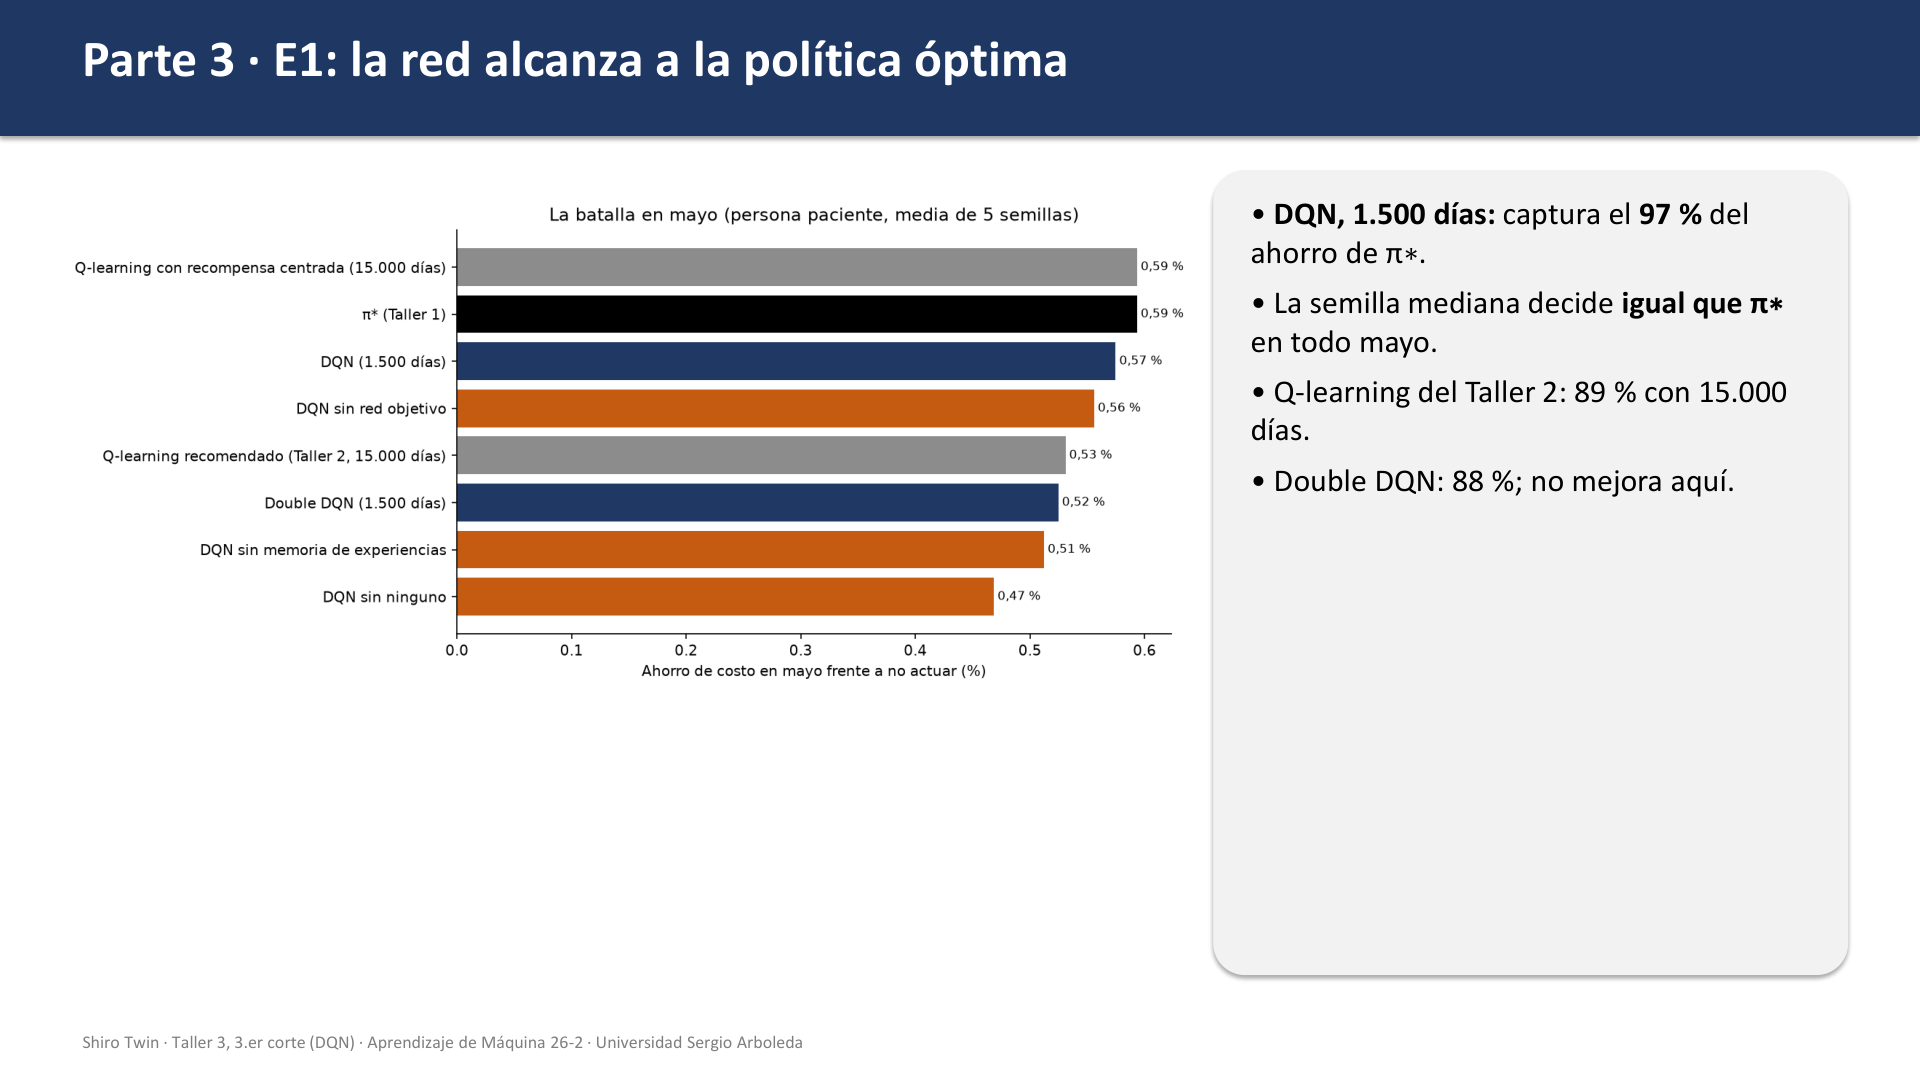 Parte 3 · E1: la red alcanza a la política óptima
La batalla en mayo (persona paciente, media de 5 semillas)
Q-learning con recompensa centrada (15.000 días)
0,59 %
π* (Taller 1)
0,59 %
DQN (1.500 días)
0,57 %
DQN sin red objetivo
0,56 %
Q-learning recomendado (Taller 2, 15.000 días)
0,53 %
Double DQN (1.500 días)
0,52 %
DQN sin memoria de experiencias
0,51 %
DQN sin ninguno
0,47 %
0.0 0.1 0.2 0.3 0.4 0.5 0.6
Ahorro de costo en mayo frente a no actuar (%)
• DQN, 1.500 días: captura el 97 % del
ahorro de π∗.
• La semilla mediana decide igual que π∗
en todo mayo.
• Q-learning del Taller 2: 89 % con 15.000
días.
• Double DQN: 88 %; no mejora aquí.
Shiro Twin · Taller 3, 3.er corte (DQN) · Aprendizaje de Máquina 26-2 · Universidad Sergio Arboleda